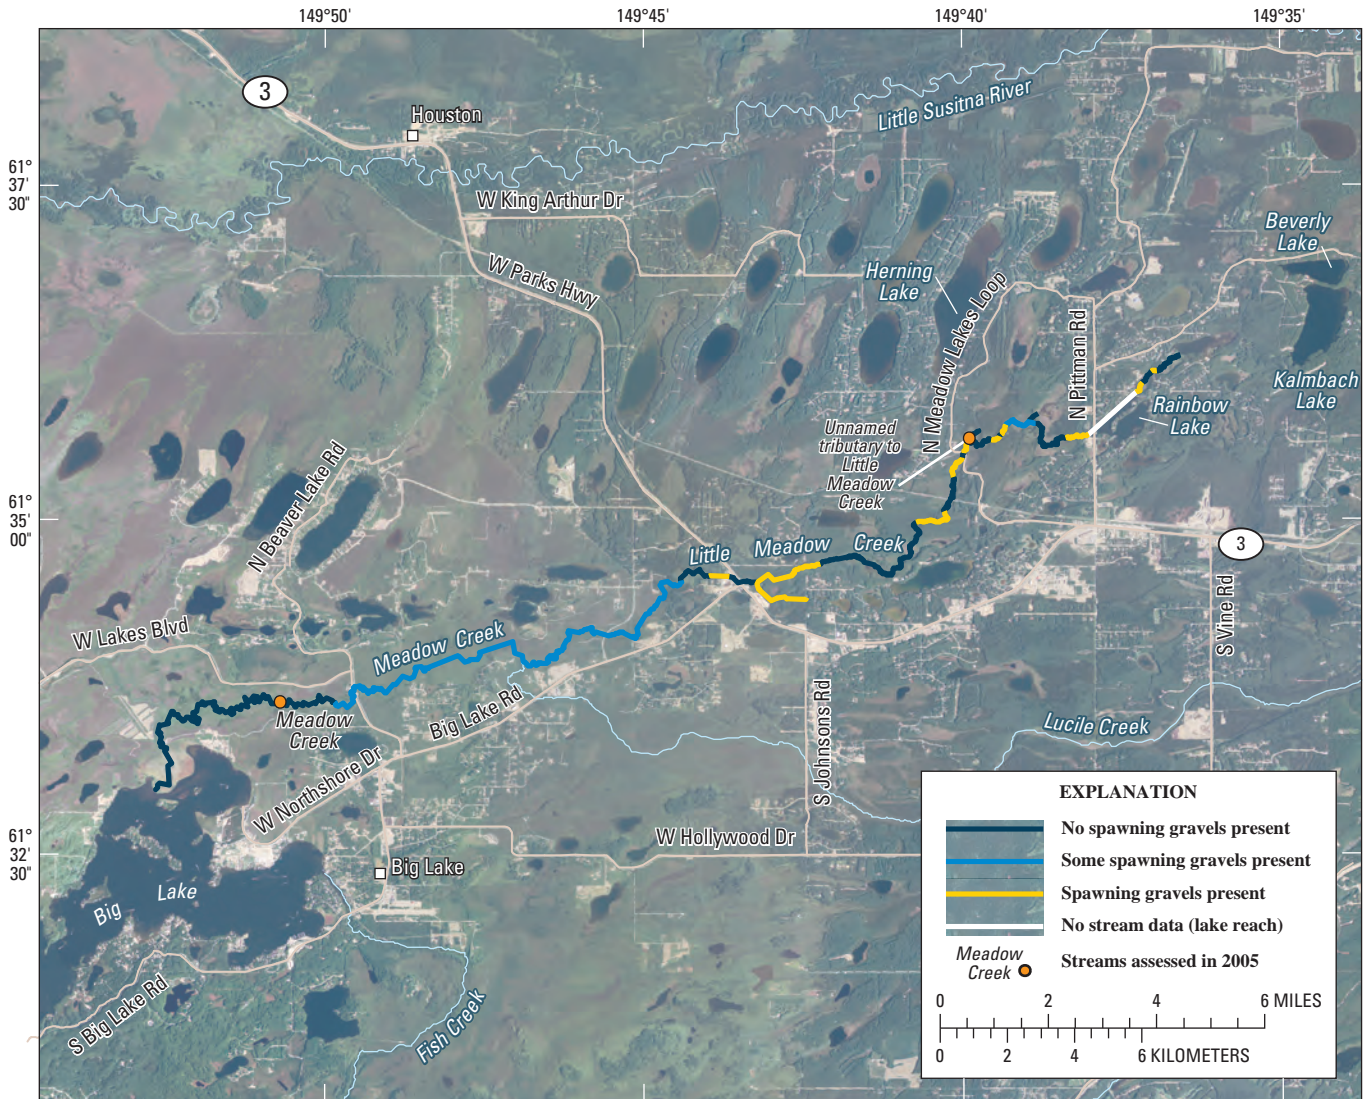 149°50'
149°45'
149°40'
149°35'
3
Houston
Little Susitna River
61°
37'
30"
W King Arthur Dr
Beverly
Lake
W Parks Hwy
Herning
Lake
N Meadow Lakes Loop
N Pittman Rd
Kalmbach
Lake
Rainbow
Lake
Unnamed
tributary to
Little
Meadow
Creek
N Beaver Lake Rd
61°
35'
00"
3
Little Meadow Creek
S Vine Rd
W Lakes Blvd
Meadow Creek
Meadow
Creek
Big Lake Rd
S Johnsons Rd
Lucile Creek
W Northshore Dr
W Hollywood Dr
61°
32'
30"
Big Lake
Big Lake
S Big Lake Rd
Fish Creek
EXPLANATION
No spawning gravels present
Some spawning gravels present
Spawning gravels present
No stream data (lake reach)
Meadow
Creek
Streams assessed in 2005
0 2 4 6 MILES
0 2 4 6 KILOMETERS